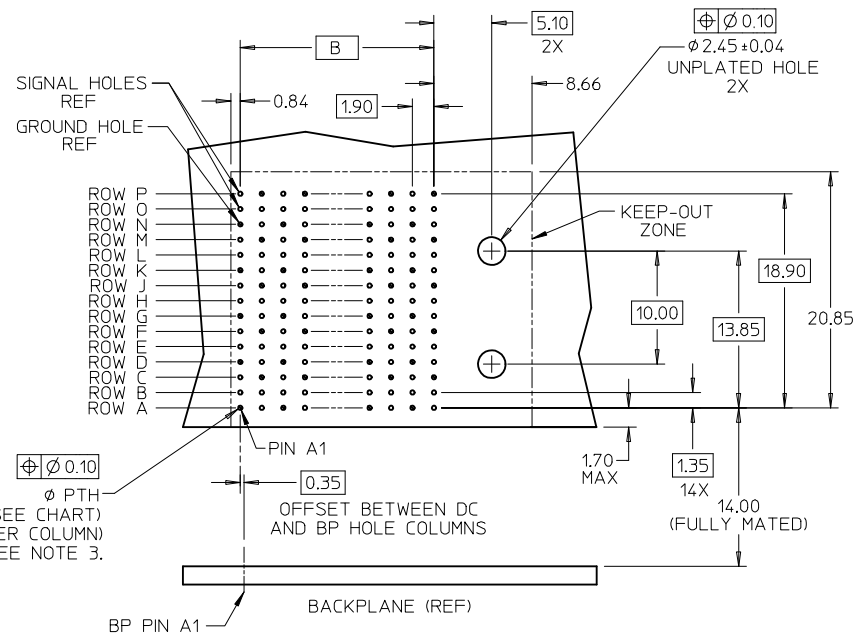 5.10
2X
⌖ Ø 0.10
Ø 2.45 ±0.04
UNPLATED HOLE
2X
B
8.66
SIGNAL HOLES
REF
0.84
1.90
GROUND HOLE
REF
KEEP-OUT
ZONE
ROW P
ROW O
ROW N
ROW M
ROW L
ROW K
ROW J
ROW H
ROW G
ROW F
ROW E
ROW D
ROW C
ROW B
ROW A
18.90
20.85
10.00
13.85
PIN A1
1.70
MAX
1.35
14X
⌖ Ø 0.10
Ø PTH
SEE CHART)
ER COLUMN)
EE NOTE 3.
0.35
OFFSET BETWEEN DC
AND BP HOLE COLUMNS
14.00
(FULLY MATED)
BACKPLANE (REF)
BP PIN A1